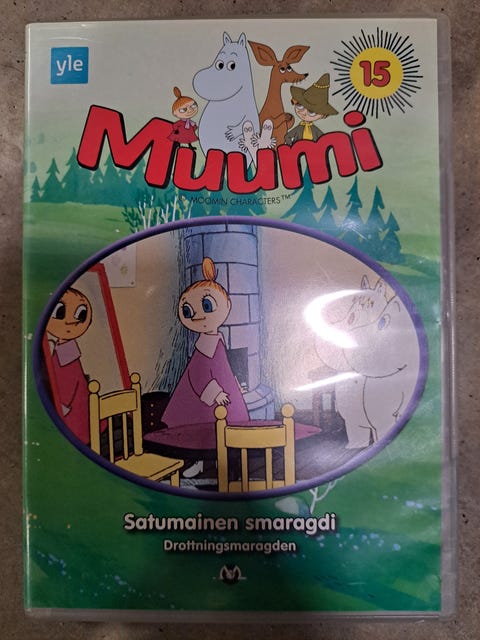 yle
15
Muumi
MOOMIN CHARACTERS™
Satumainen smaragdi
Drottningsmaragden